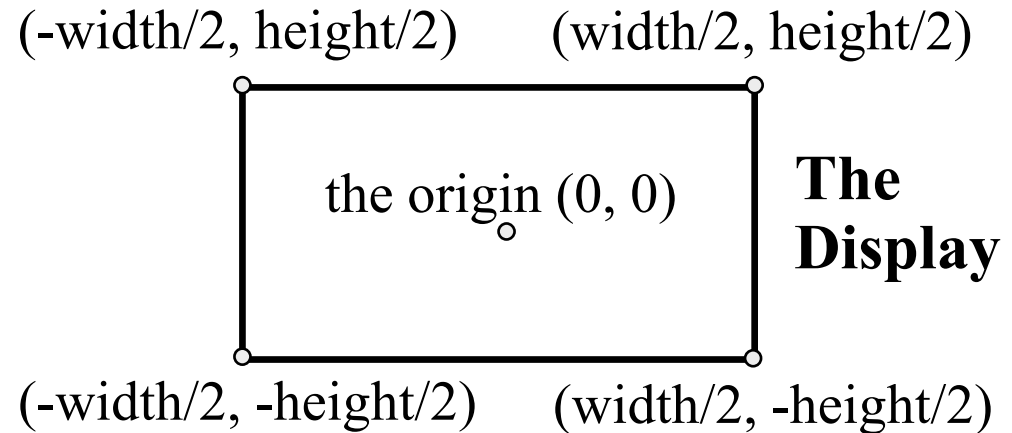 (-width/2, height/2)
(width/2, height/2)
the origin (0, 0)
The
Display
(-width/2, -height/2)
(width/2, -height/2)